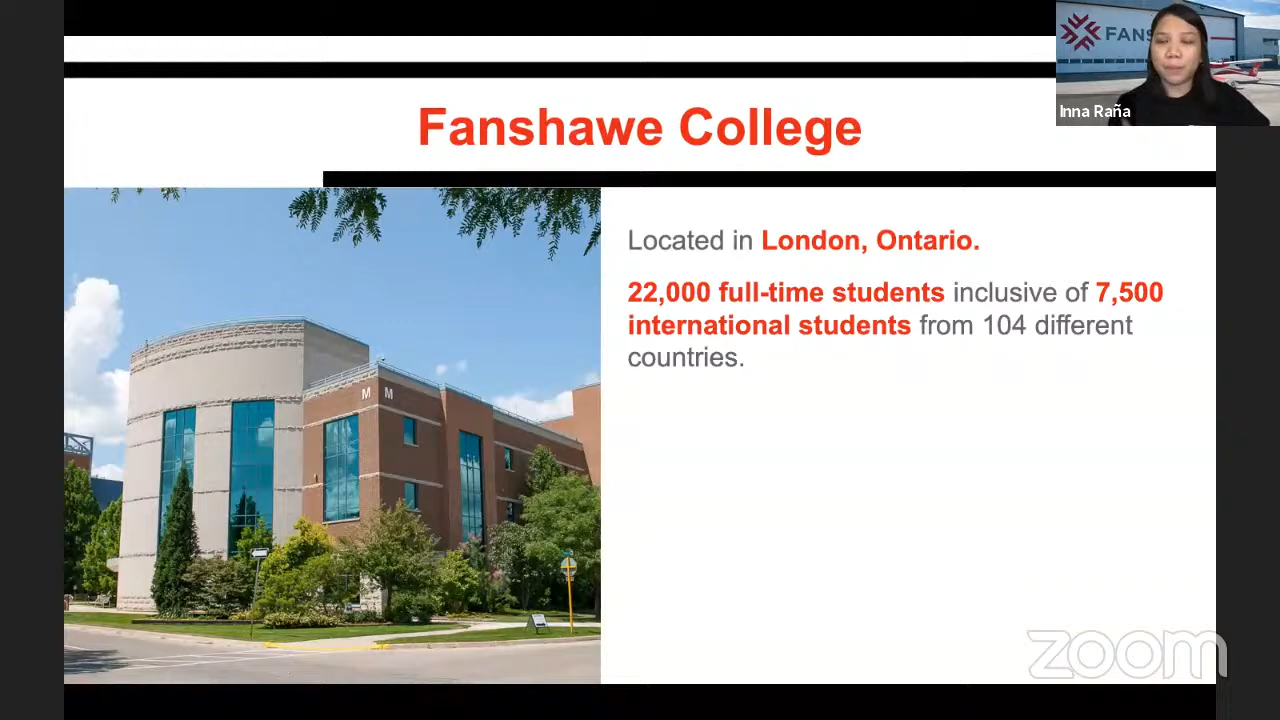 FANS
Inna Raña
Fanshawe College
Located in London, Ontario.
22,000 full-time students inclusive of 7,500
international students from 104 different
countries.
M M
zoom